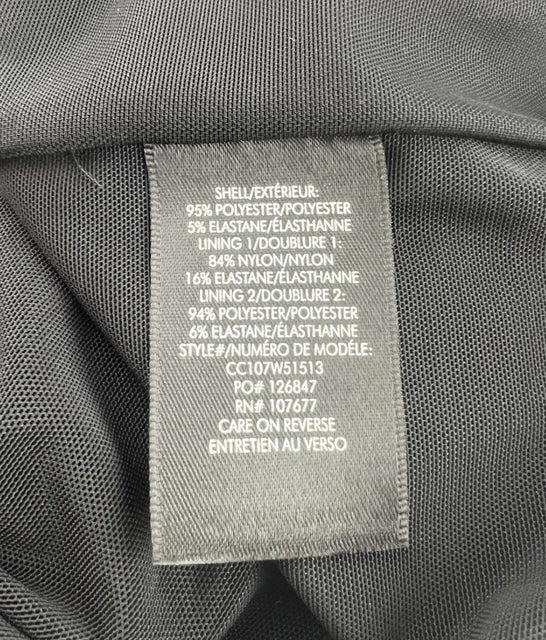 SHELL/EXTÉRIEUR:
95% POLYESTER/POLYESTER
5% ELASTANE/ÉLASTHANNE
LINING 1/DOUBLURE 1:
84% NYLON/NYLON
16% ELASTANE/ÉLASTHANNE
LINING 2/DOUBLURE 2:
94% POLYESTER/POLYESTER
6% ELASTANE/ÉLASTHANNE
STYLE#/NUMÉRO DE MODÉLE:
CC107W51513
PO# 126847
RN# 107677
CARE ON REVERSE
ENTRETIEN AU VERSO